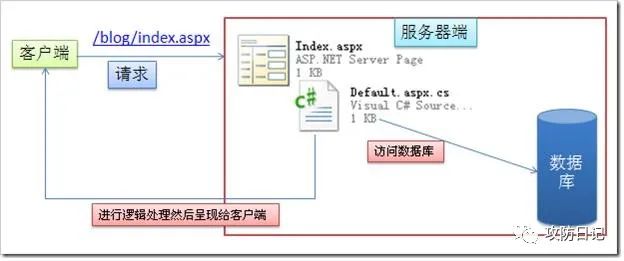 客户端
/blog/index.aspx
请求
服务器端
Index.aspx
ASP.NET Server Page
1 KB
C#
Default.aspx.cs
Visual C# Source...
1 KB
访问数据库
数据
库
进行逻辑处理然后呈现给客户端
攻防日记